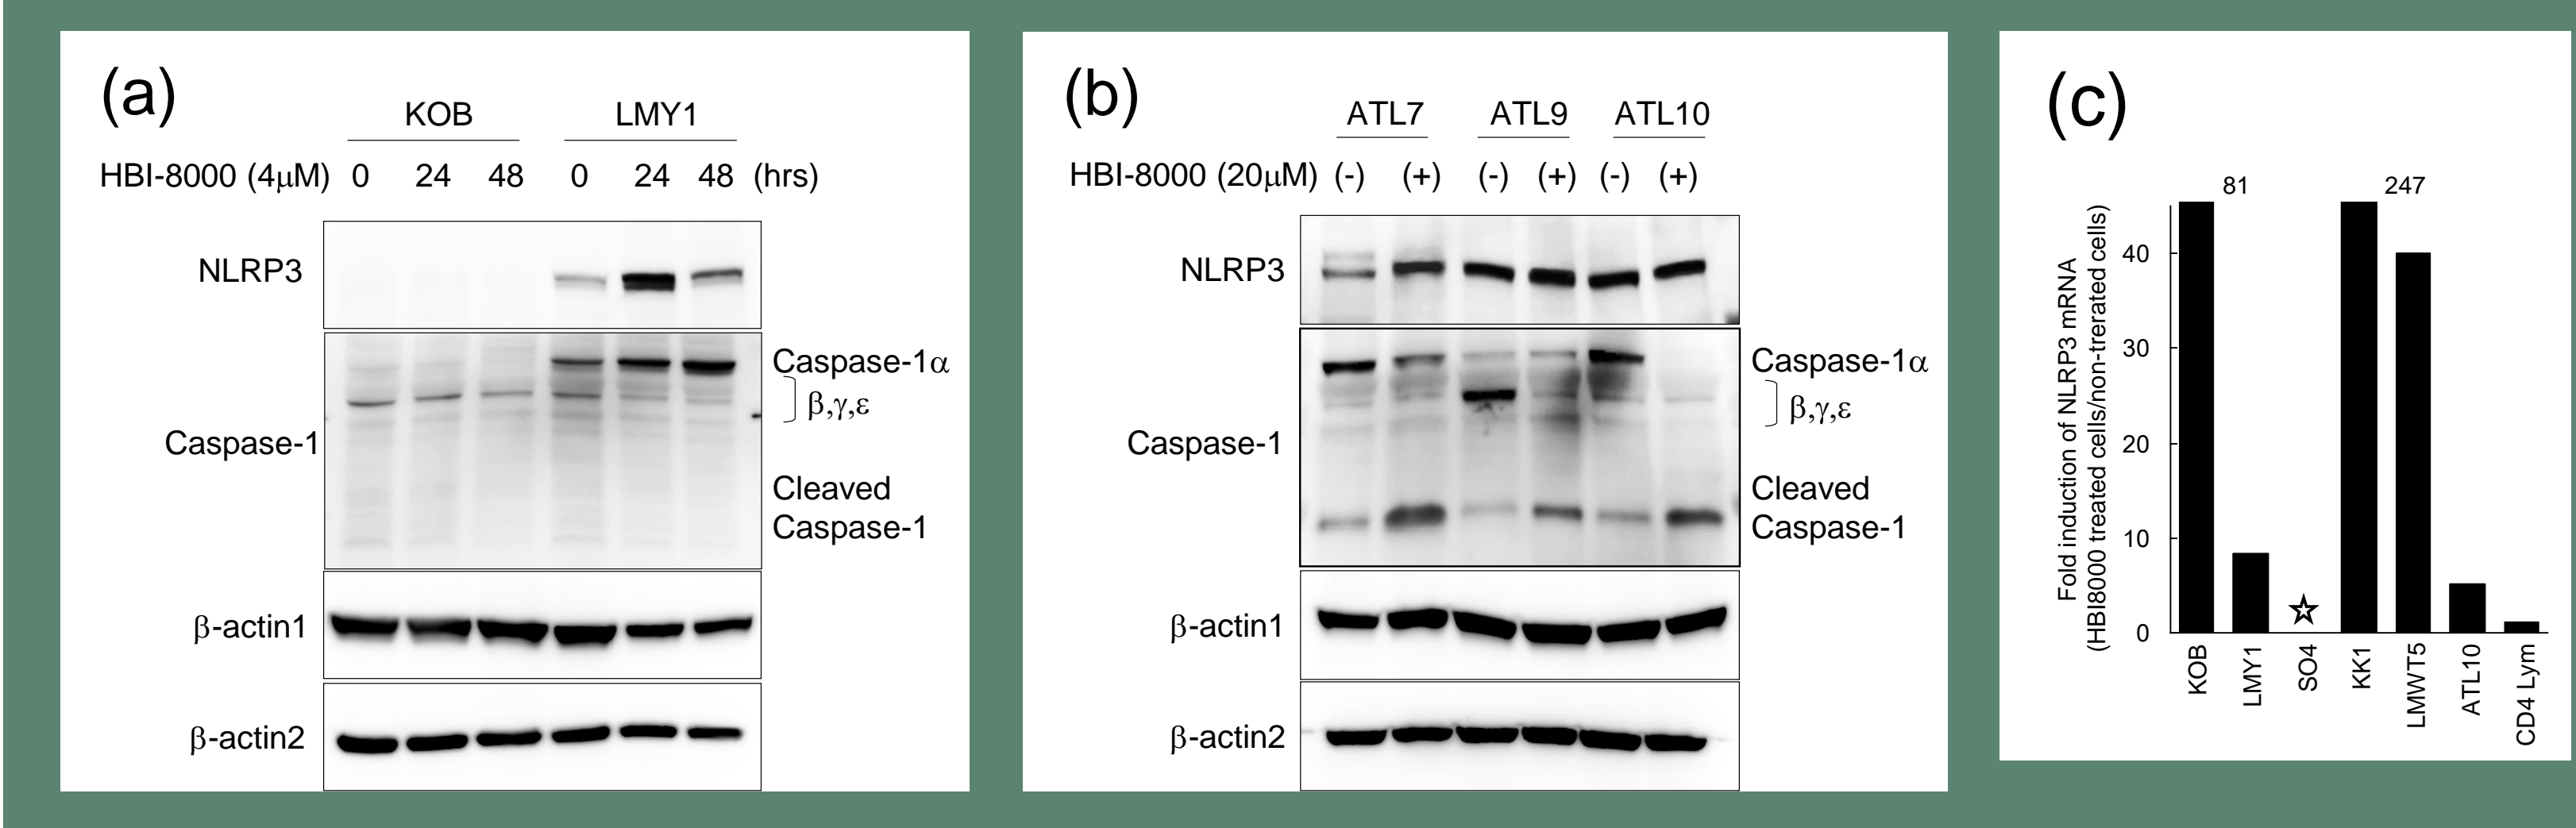 (a)
KOB LMY1
HBI-8000 (4μM) 0 24 48 0 24 48 (hrs)
NLRP3
Caspase-1α
β,γ,ε
Caspase-1
Cleaved
Caspase-1
β-actin1
β-actin2
(b)
ATL7 ATL9 ATL10
HBI-8000 (20μM) (-) (+) (-) (+) (-) (+)
NLRP3
Caspase-1α
β,γ,ε
Caspase-1
Cleaved
Caspase-1
β-actin1
β-actin2
(c)
81 247
Fold induction of NLRP3 mRNA
(HBI8000 treated cells/non-trerated cells)
40
30
20
10
0
KOB
LMY1
SO4
KK1
LMWT5
ATL10
CD4 Lym